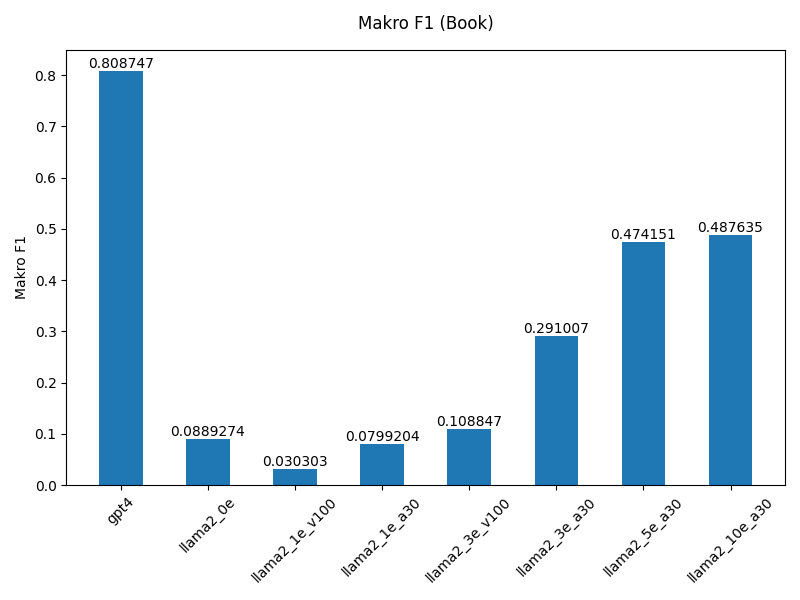 Makro F1 (Book)
Makro F1
0.8
0.7
0.6
0.5
0.4
0.3
0.2
0.1
0.0
0.808747
0.0889274
0.030303
0.0799204
0.108847
0.291007
0.474151
0.487635
gpt4
llama2_0e
llama2_1e_v100
llama2_1e_a30
llama2_3e_v100
llama2_3e_a30
llama2_5e_a30
llama2_10e_a30